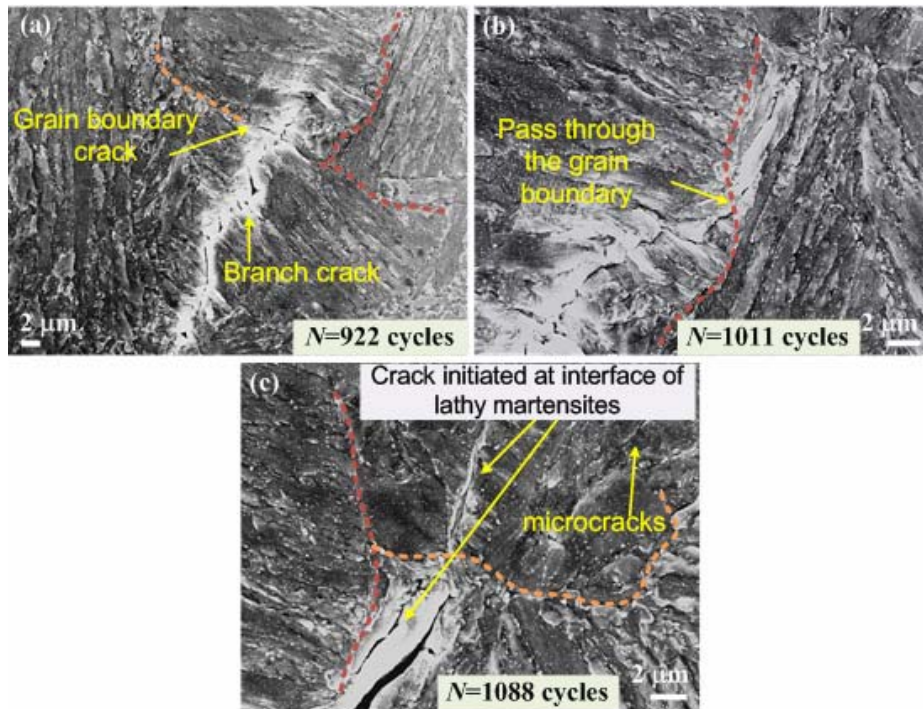 (a)
Grain boundary
crack
Branch crack
2 μm
N=922 cycles
(b)
Pass through
the grain
boundary
N=1011 cycles
2 μm
(c)
Crack initiated at interface of
lathy martensites
microcracks
2 μm
N=1088 cycles